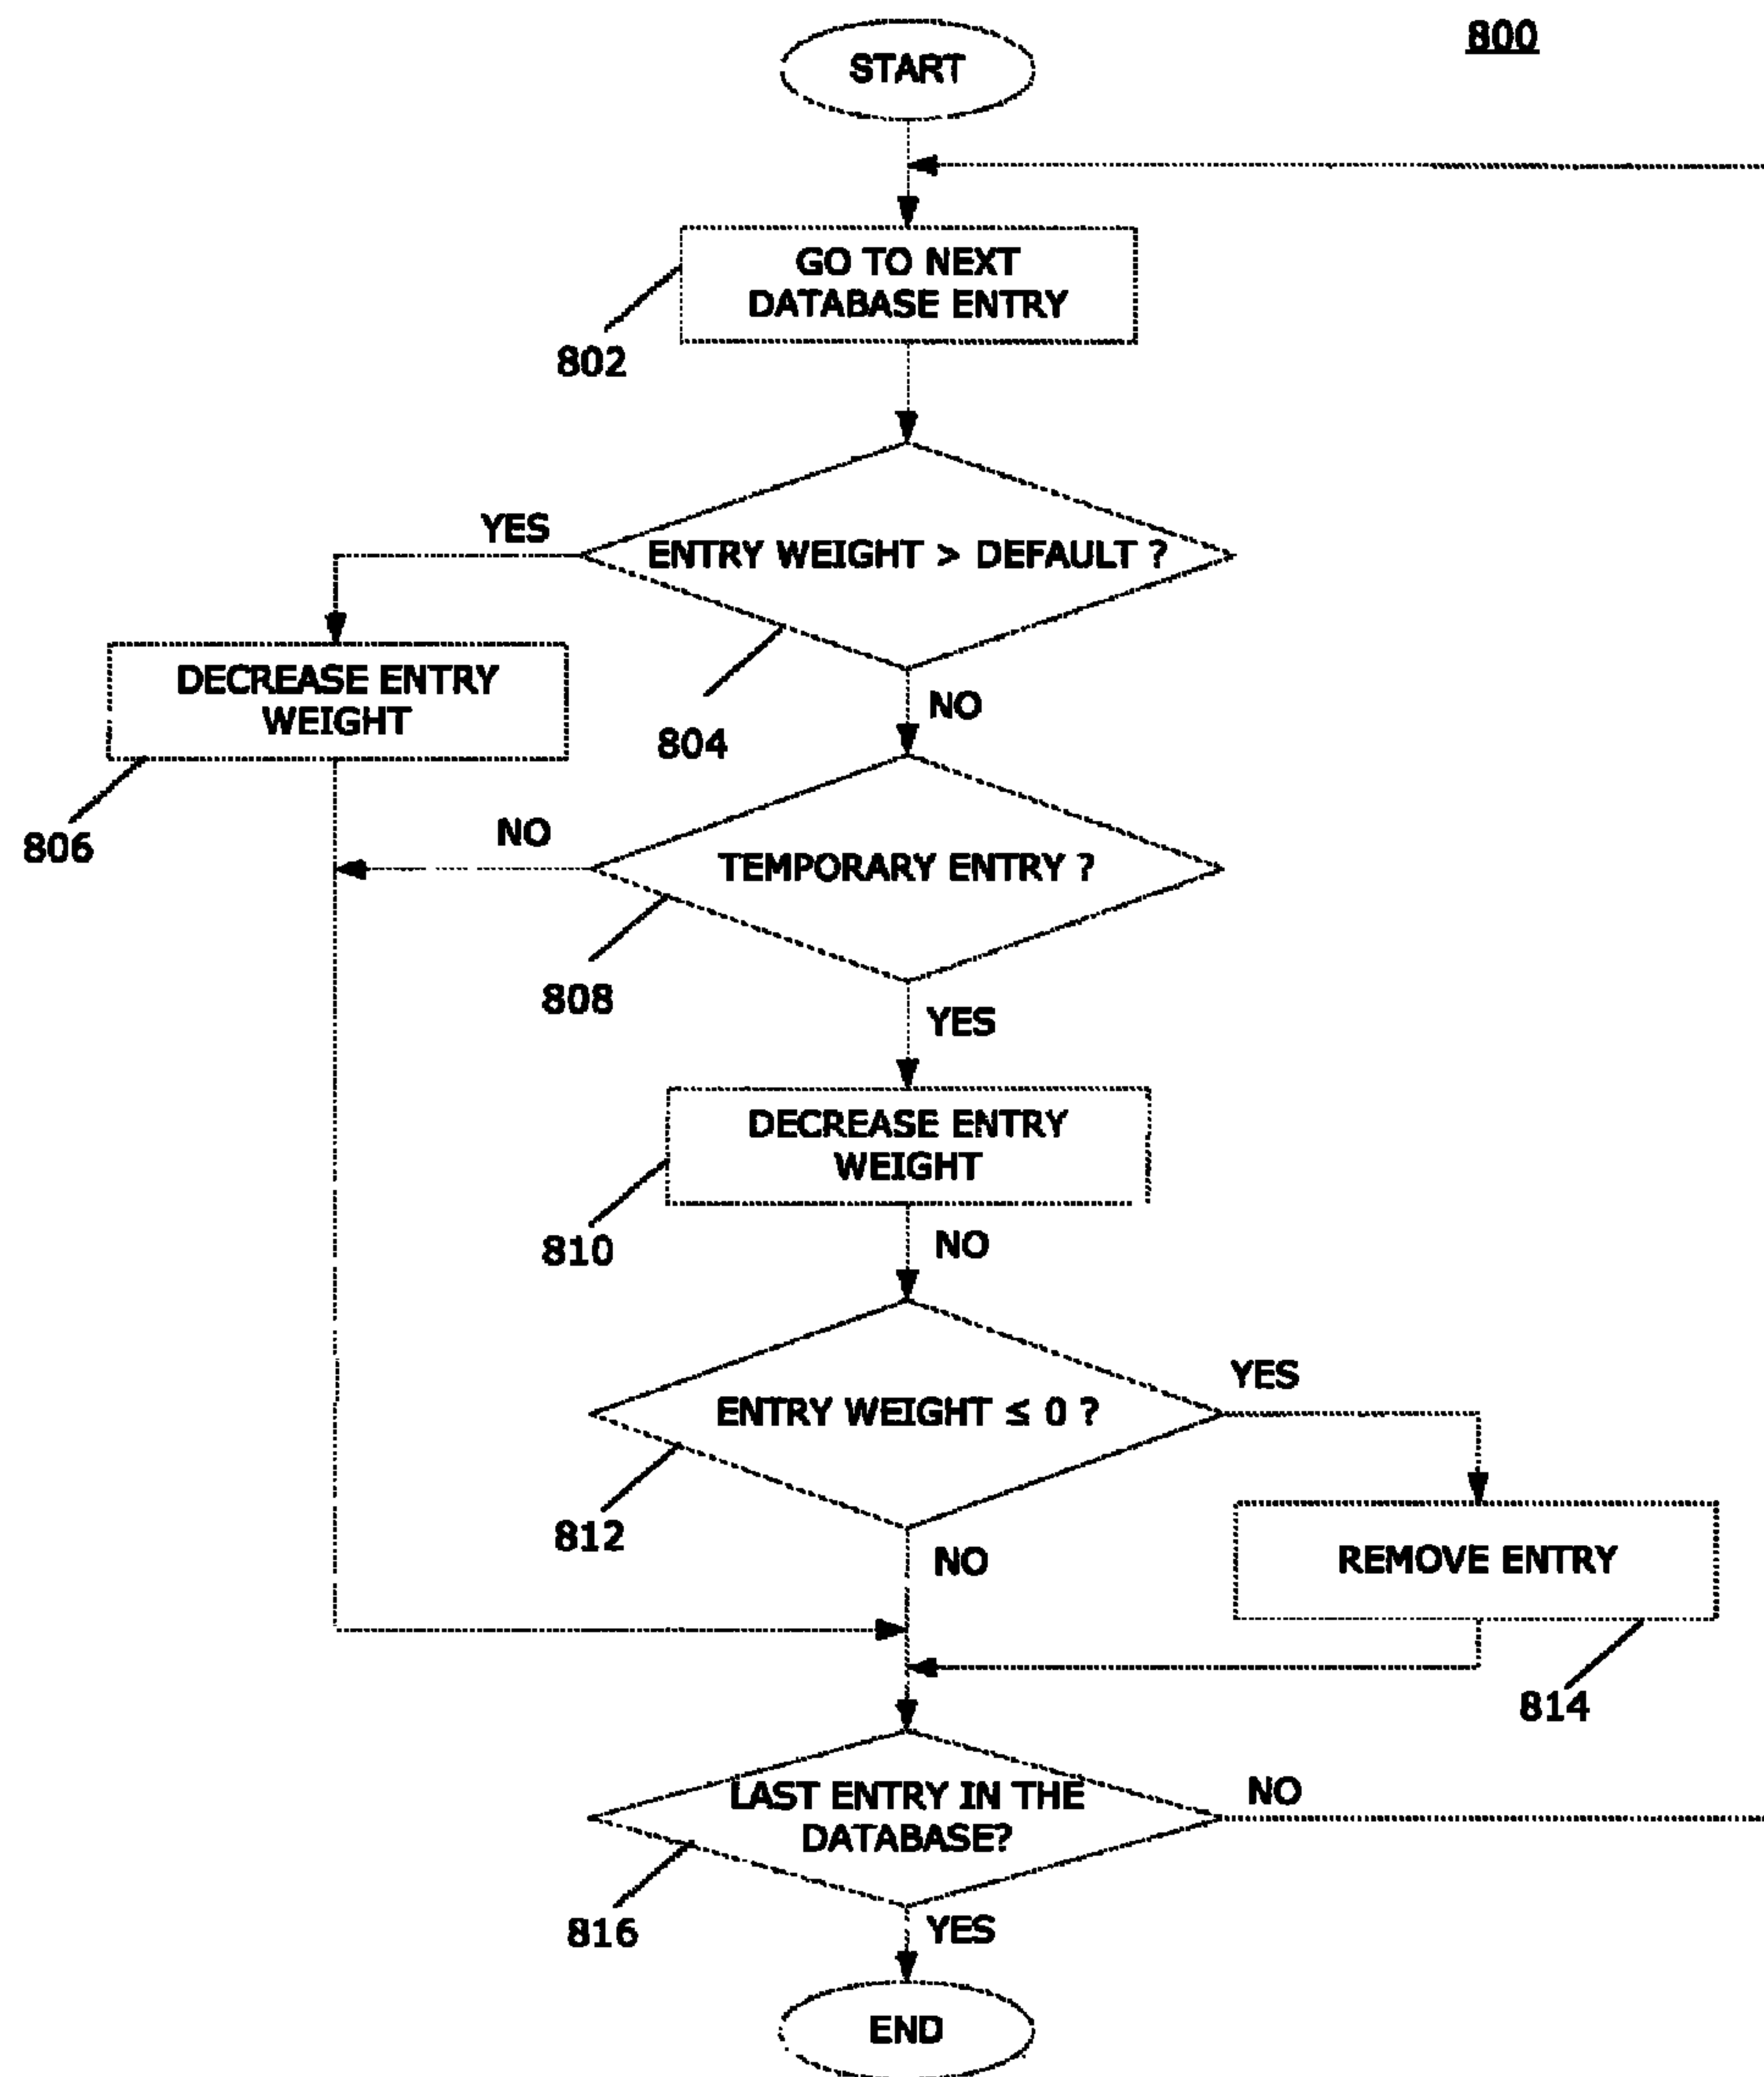 800
START
GO TO NEXT
DATABASE ENTRY
802
YES
ENTRY WEIGHT > DEFAULT ?
804
NO
DECREASE ENTRY
WEIGHT
806
NO
TEMPORARY ENTRY ?
808
YES
DECREASE ENTRY
WEIGHT
810
NO
ENTRY WEIGHT ≤ 0 ?
YES
812
NO
REMOVE ENTRY
814
LAST ENTRY IN THE
DATABASE?
NO
816
YES
END